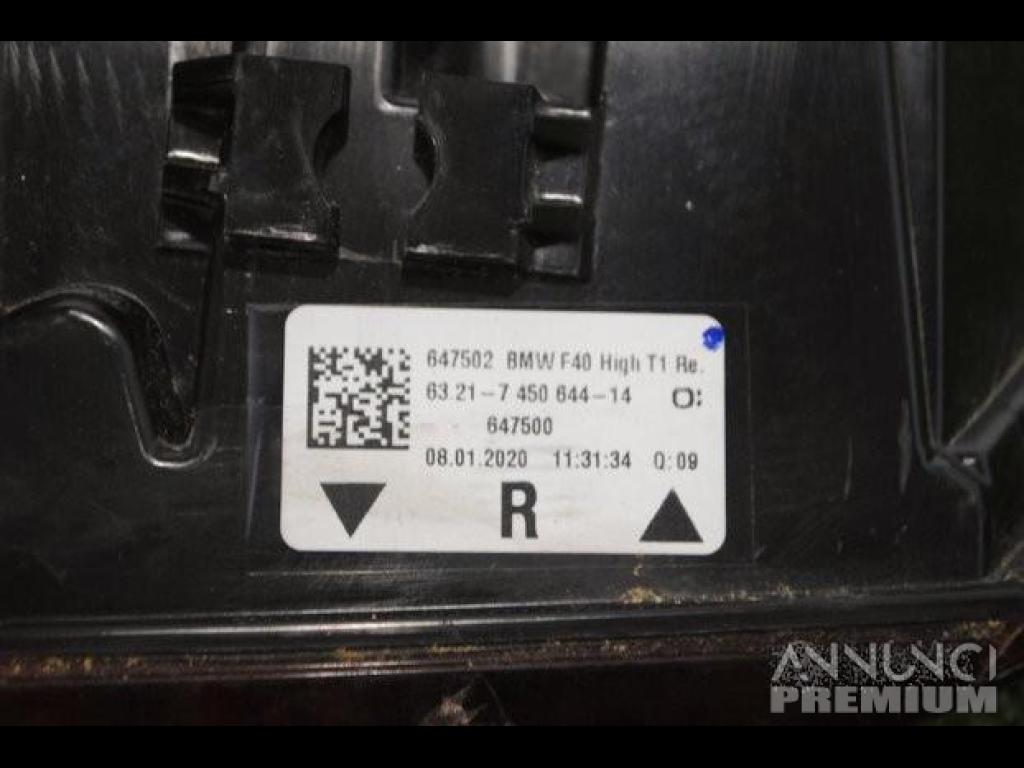 647502 BMW F40 High T1 Re.
63.21-7 450 644-14 O:
647500
08.01.2020 11:31:34 Q:09
R
ANNUNCI
PREMIUM